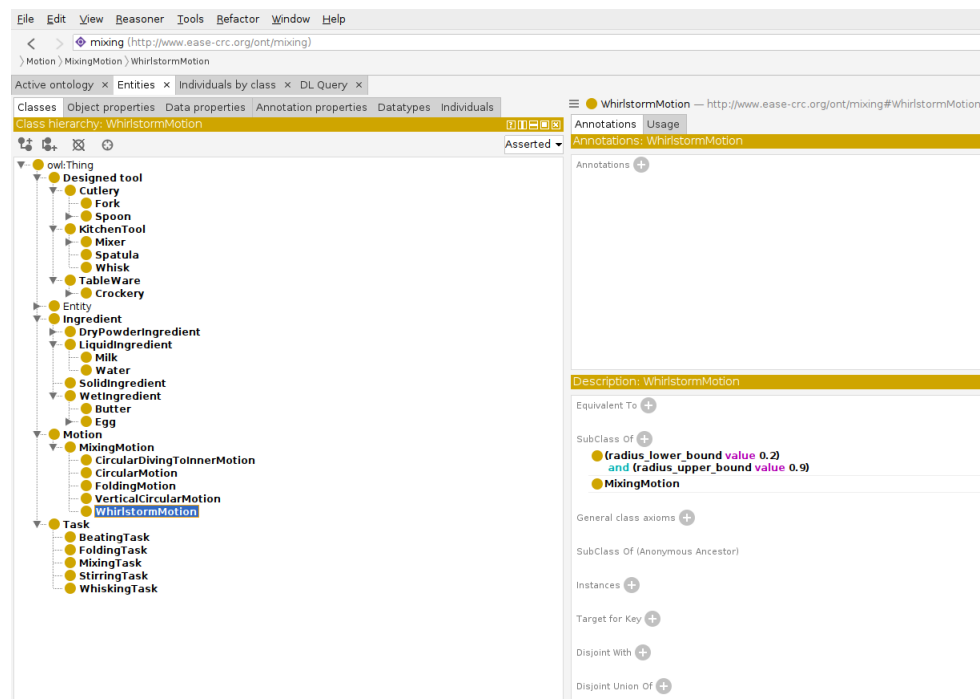 File Edit View Reasoner Tools Refactor Window Help
mixing (http://www.ease-crc.org/ont/mixing)
Motion MixingMotion WhirlstormMotion
Active ontology × Entities × Individuals by class × DL Query ×
Classes Object properties Data properties Annotation properties Datatypes Individuals
Class hierarchy: WhirlstormMotion
Asserted
owl:Thing
Designed tool
Cutlery
Fork
Spoon
KitchenTool
Mixer
Spatula
Whisk
TableWare
Crockery
Entity
Ingredient
DryPowderIngredient
LiquidIngredient
Milk
Water
SolidIngredient
WetIngredient
Butter
Egg
Motion
MixingMotion
CircularDivingToInnerMotion
CircularMotion
FoldingMotion
VerticalCircularMotion
WhirlstormMotion
Task
BeatingTask
FoldingTask
MixingTask
StirringTask
WhiskingTask
WhirlstormMotion — http://www.ease-crc.org/ont/mixing#WhirlstormMotion
Annotations Usage
Annotations: WhirlstormMotion
Annotations
Description: WhirlstormMotion
Equivalent To
SubClass Of
(radius_lower_bound value 0.2)
and (radius_upper_bound value 0.9)
MixingMotion
General class axioms
SubClass Of (Anonymous Ancestor)
Instances
Target for Key
Disjoint With
Disjoint Union Of